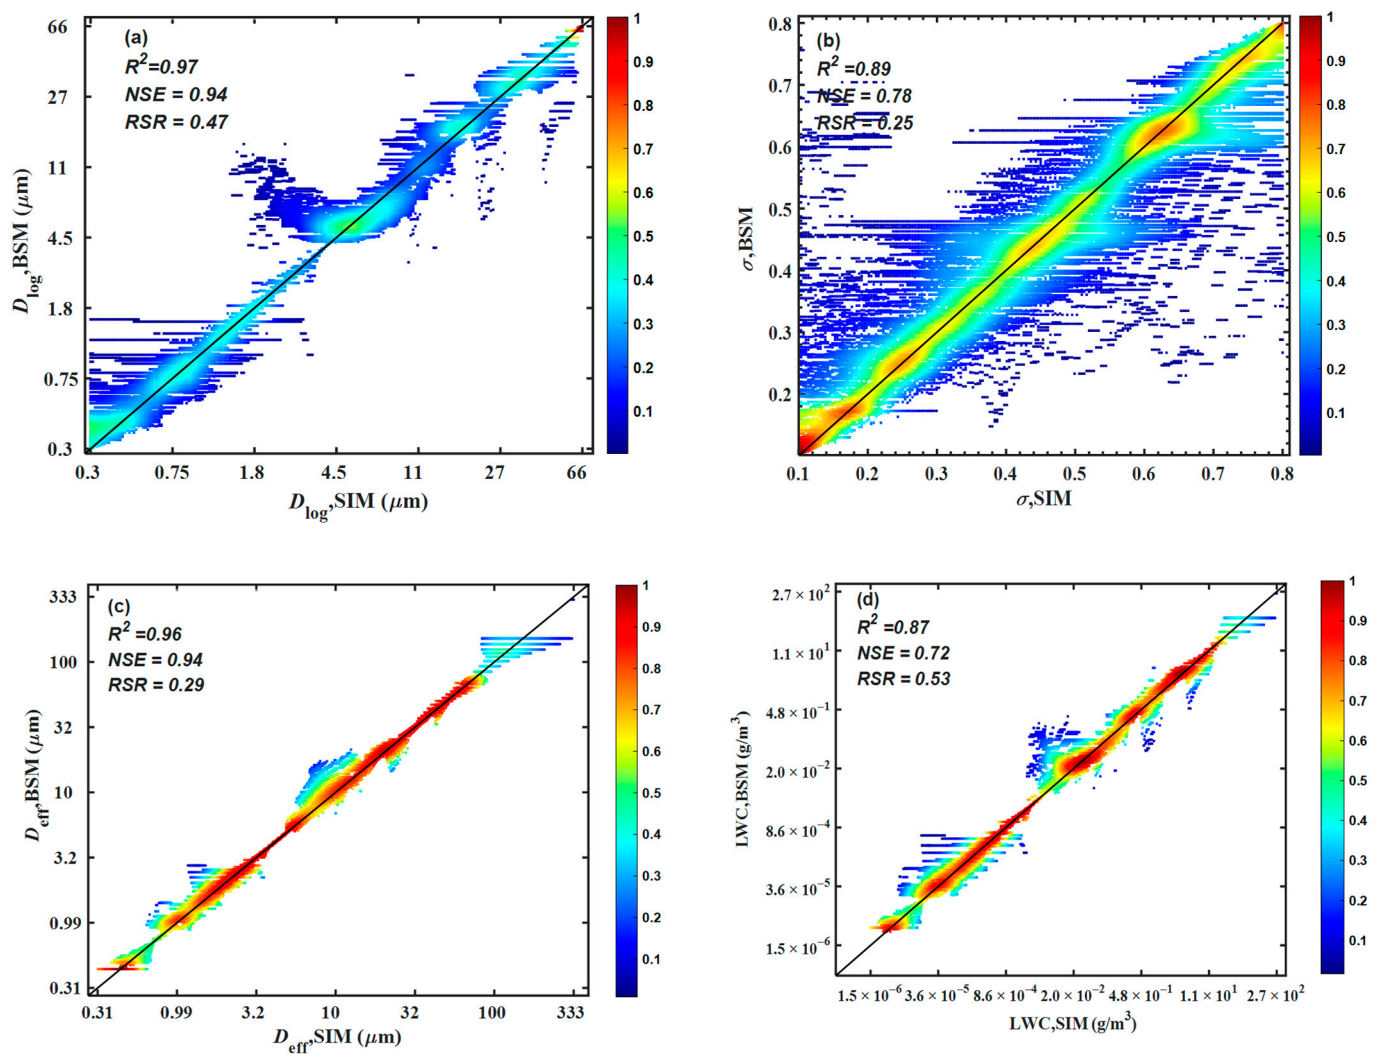 (a)
R²=0.97
NSE = 0.94
RSR = 0.47
66
27
11
4.5
1.8
0.75
0.3
D_log,BSM (μm)
0.3 0.75 1.8 4.5 11 27 66
D_log,SIM (μm)
1
0.9
0.8
0.7
0.6
0.5
0.4
0.3
0.2
0.1
(b)
R²=0.89
NSE = 0.78
RSR = 0.25
0.8
0.7
0.6
0.5
0.4
0.3
0.2
σ,BSM
0.1 0.2 0.3 0.4 0.5 0.6 0.7 0.8
σ,SIM
1
0.9
0.8
0.7
0.6
0.5
0.4
0.3
0.2
0.1
(c)
R²=0.96
NSE = 0.94
RSR = 0.29
333
100
32
10
3.2
0.99
0.31
D_eff,BSM (μm)
0.31 0.99 3.2 10 32 100 333
D_eff,SIM (μm)
1
0.9
0.8
0.7
0.6
0.5
0.4
0.3
0.2
0.1
(d)
R²=0.87
NSE = 0.72
RSR = 0.53
2.7 × 10²
1.1 × 10¹
4.8 × 10⁻¹
2.0 × 10⁻²
8.6 × 10⁻⁴
3.6 × 10⁻⁵
1.5 × 10⁻⁶
LWC,BSM (g/m³)
1.5 × 10⁻⁶ 3.6 × 10⁻⁵ 8.6 × 10⁻⁴ 2.0 × 10⁻² 4.8 × 10⁻¹ 1.1 × 10¹ 2.7 × 10²
LWC,SIM (g/m³)
1
0.9
0.8
0.7
0.6
0.5
0.4
0.3
0.2
0.1